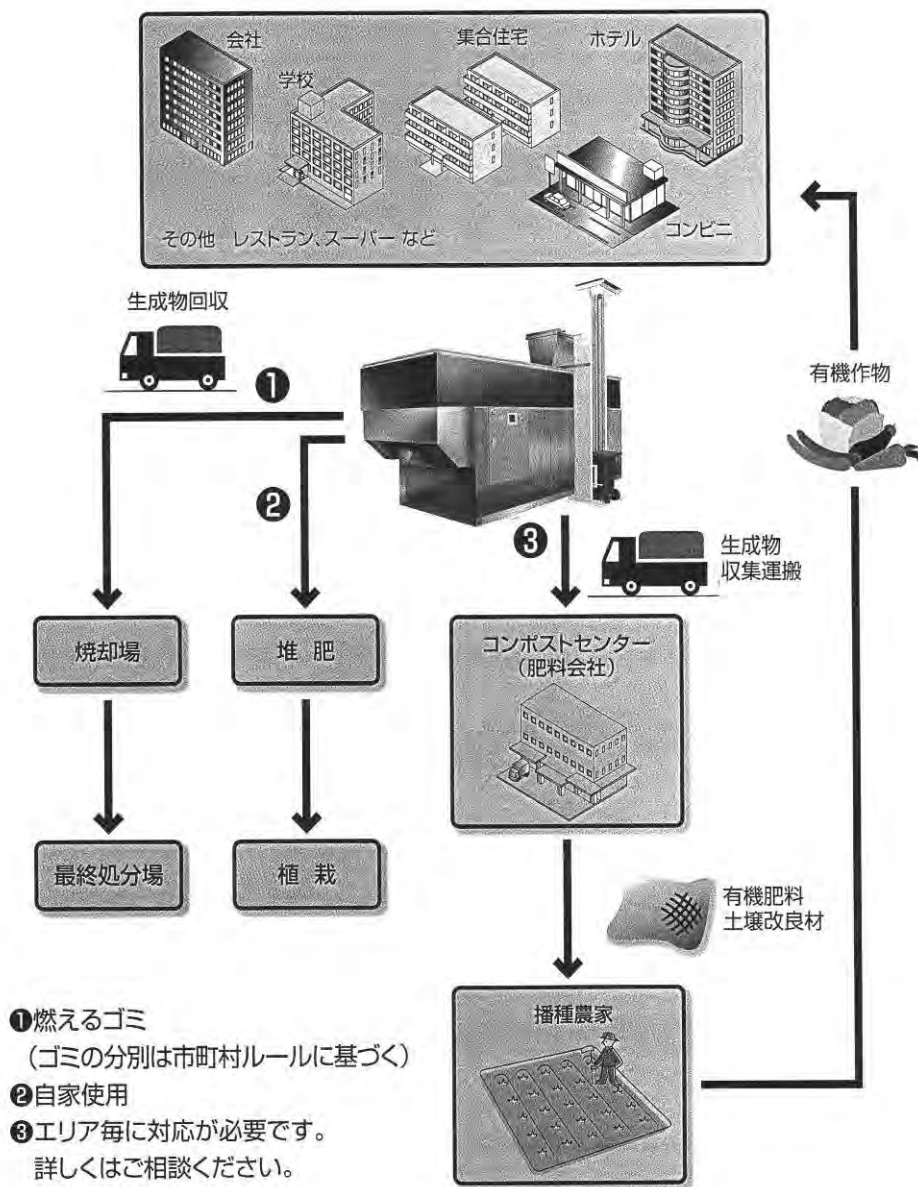 会社
集合住宅
ホテル
学校
その他 レストラン、スーパー など
コンビニ
生成物回収
❶
有機作物
❷
❸
生成物
収集運搬
焼却場
堆 肥
コンポストセンター
(肥料会社)
最終処分場
植 栽
有機肥料
土壌改良材
播種農家
❶燃えるゴミ
(ゴミの分別は市町村ルールに基づく)
❷自家使用
❸エリア毎に対応が必要です。
詳しくはご相談ください。